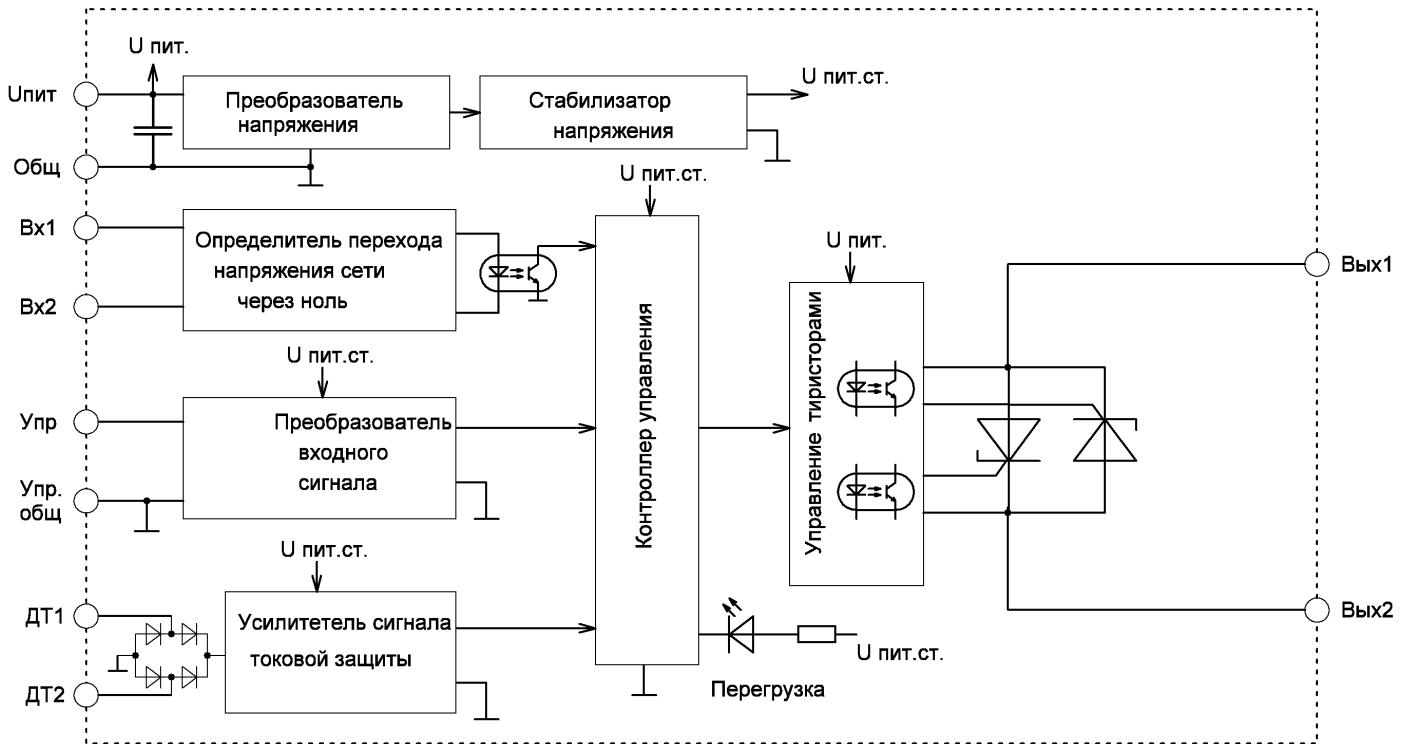 U пит.
Uпит
Преобразователь
напряжения
Стабилизатор
напряжения
U пит.ст.
Общ
U пит.ст.
Вх1
Определитель перехода
напряжения сети
через ноль
Вх2
U пит.
Вых1
Контроллер управления
Управление тиристорами
U пит.ст.
Упр
Преобразователь
входного
сигнала
Упр.
общ
U пит.ст.
ДТ1
Усилитетель сигнала
токовой защиты
ДТ2
Вых2
U пит.ст.
Перегрузка